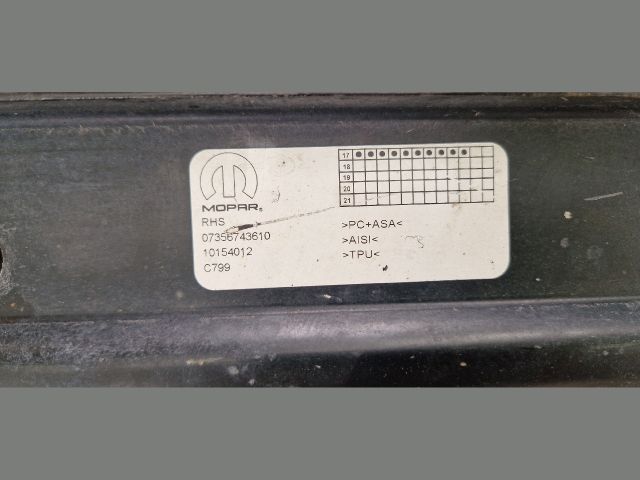 MOPAR®
RHS
07356743610
10154012
C799
17
18
19
20
21
>PC+ASA<
>AISI<
>TPU<